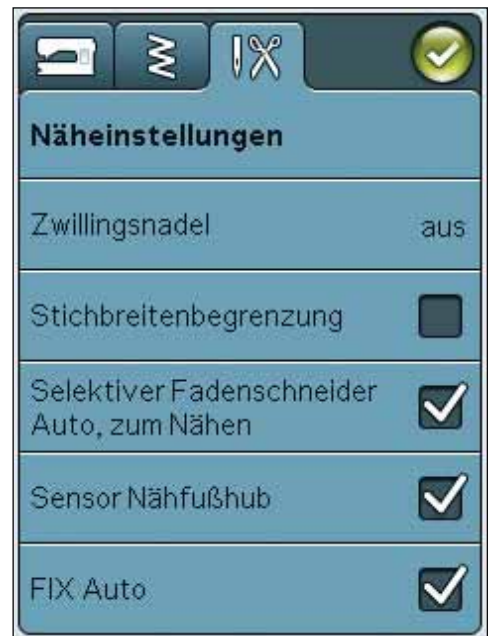 Näheinstellungen
Zwillingsnadel aus
Stichbreitenbegrenzung
Selektiver Fadenschneider
Auto, zum Nähen
Sensor Nähfußhub
FIX Auto